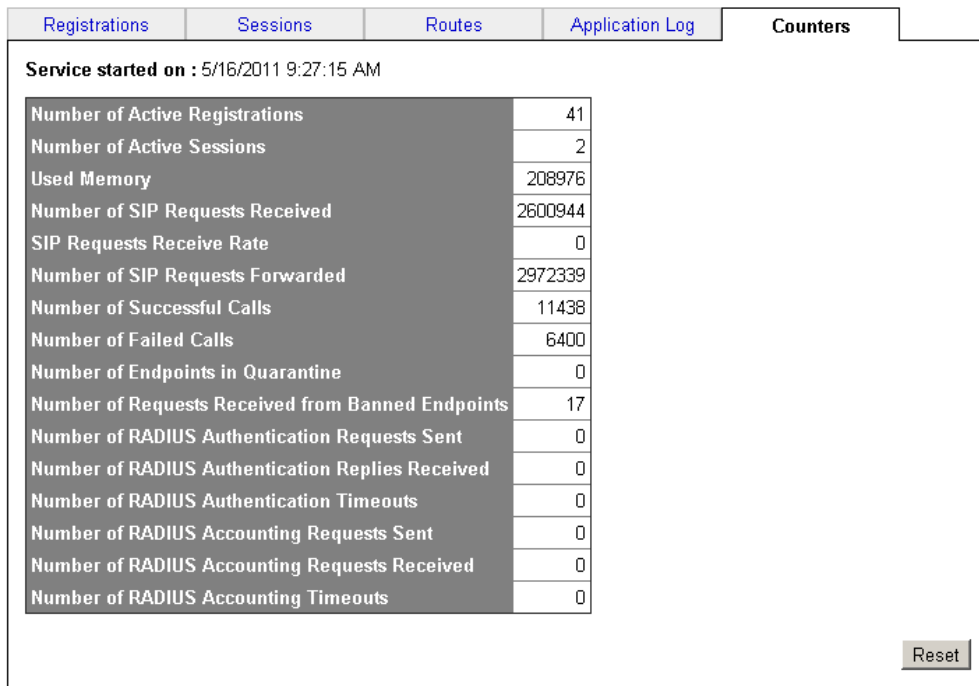 Registrations Sessions Routes Application Log Counters
Service started on : 5/16/2011 9:27:15 AM
Number of Active Registrations 41
Number of Active Sessions 2
Used Memory 208976
Number of SIP Requests Received 2600944
SIP Requests Receive Rate 0
Number of SIP Requests Forwarded 2972339
Number of Successful Calls 11438
Number of Failed Calls 6400
Number of Endpoints in Quarantine 0
Number of Requests Received from Banned Endpoints 17
Number of RADIUS Authentication Requests Sent 0
Number of RADIUS Authentication Replies Received 0
Number of RADIUS Authentication Timeouts 0
Number of RADIUS Accounting Requests Sent 0
Number of RADIUS Accounting Requests Received 0
Number of RADIUS Accounting Timeouts 0
Reset